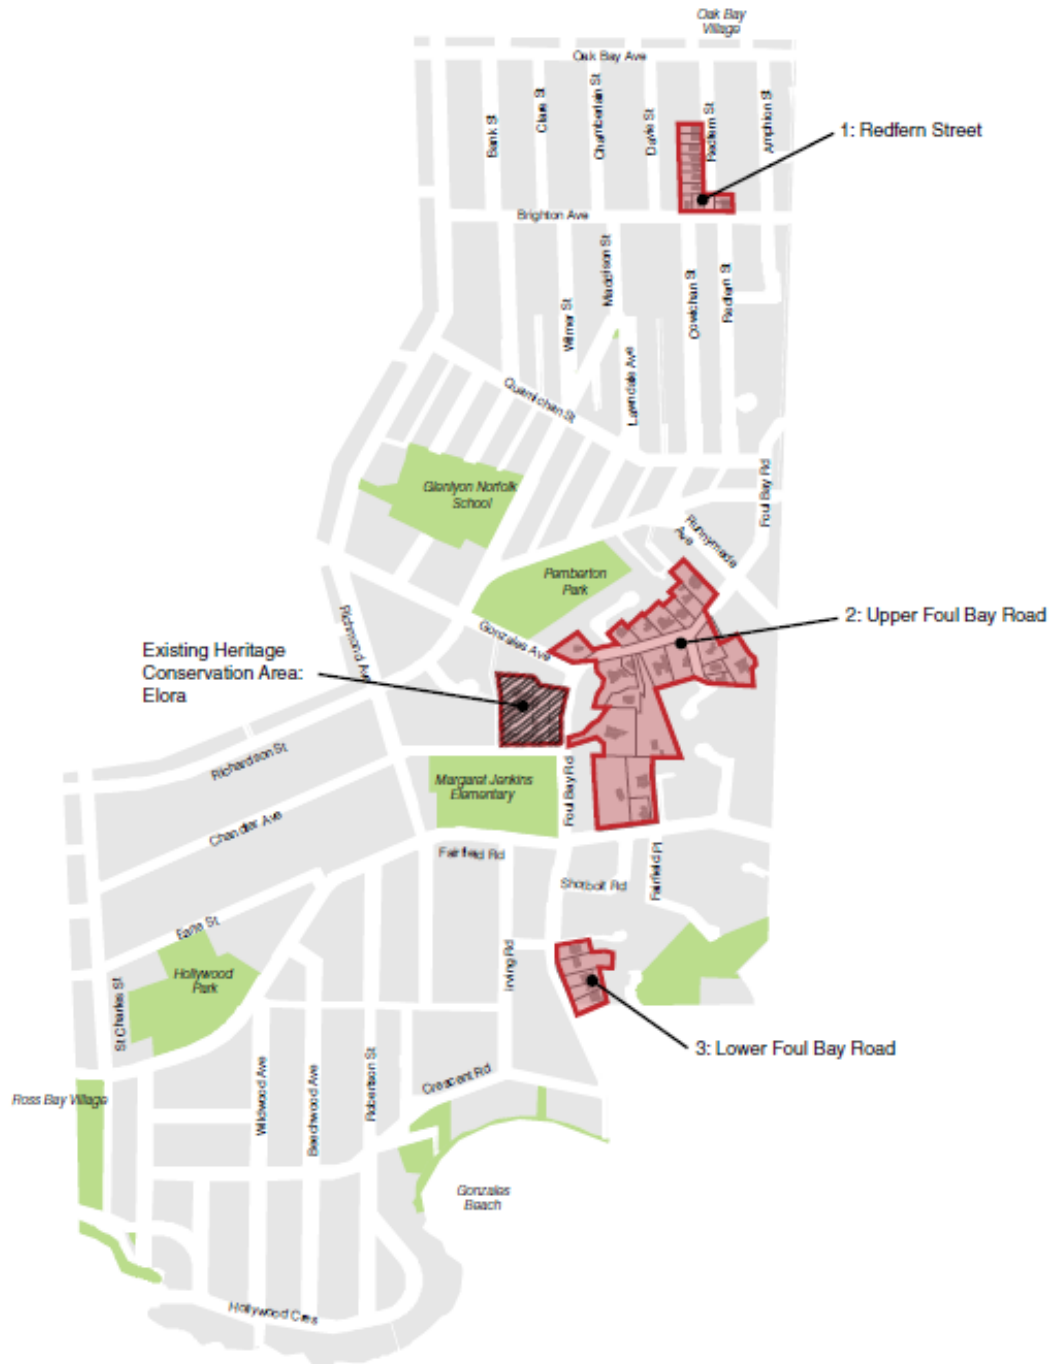 Oak Bay
Village
Oak Bay Ave
Bank St
Clare St
Chamberlain St
Davie St
Redfern St
Amphion St
1: Redfern Street
Brighton Ave
Maddison St
Wilmer St
Lawndale Ave
Cowichan St
Redfern St
Quamichan St
Foul Bay Rd
Glenlyon Norfolk
School
Runnymede
Ave
Pemberton
Park
Gonzales Ave
Richmond Ave
2: Upper Foul Bay Road
Existing Heritage
Conservation Area:
Elora
Richardson St
Margaret Jenkins
Elementary
Foul Bay Rd
Chandler Ave
Fairfield Rd
Shotbolt Rd
Fairfield Pl
Earle St
Hollywood
Park
Irving Rd
St Charles St
3: Lower Foul Bay Road
Crescent Rd
Ross Bay Village
Wildwood Ave
Beechwood Ave
Robertson St
Gonzales
Beach
Hollywood Cres